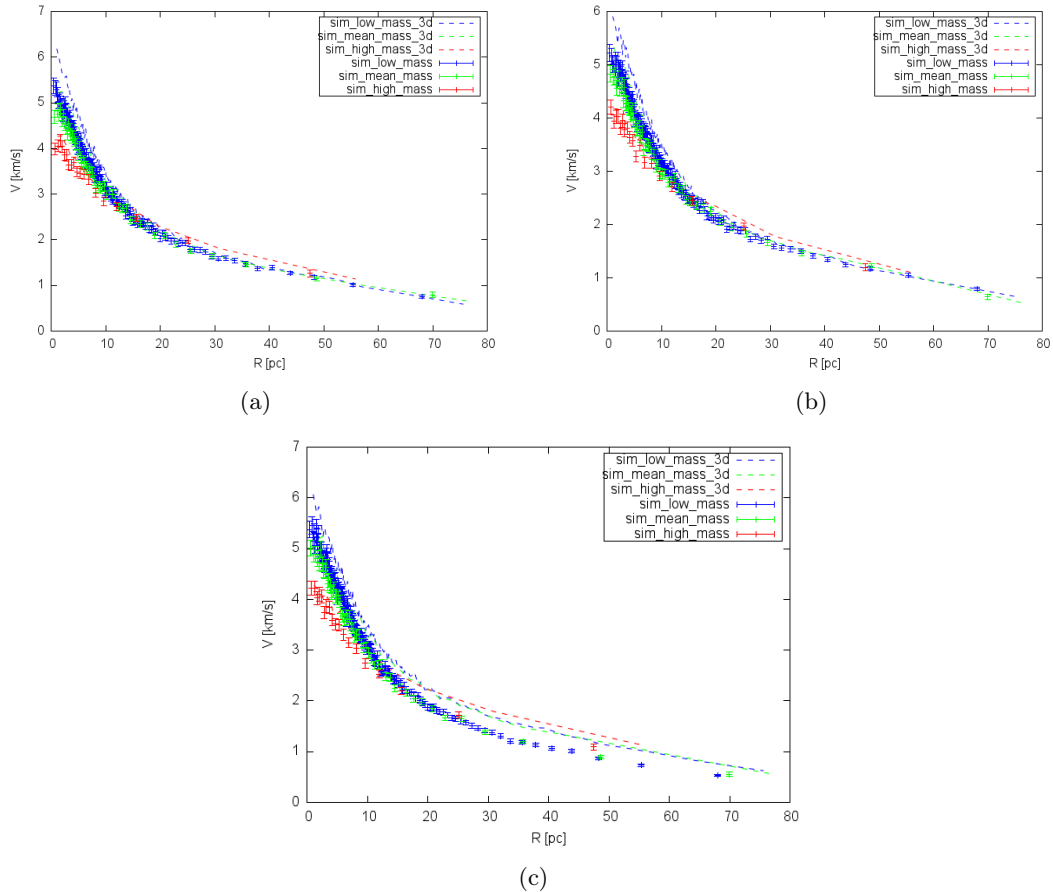 7
6
5
4
3
2
1
0
V [km/s]
0 10 20 30 40 50 60 70 80
R [pc]
sim_low_mass_3d
sim_mean_mass_3d
sim_high_mass_3d
sim_low_mass
sim_mean_mass
sim_high_mass
(a)
6
5
4
3
2
1
0
V [km/s]
0 10 20 30 40 50 60 70 80
R [pc]
sim_low_mass_3d
sim_mean_mass_3d
sim_high_mass_3d
sim_low_mass
sim_mean_mass
sim_high_mass
(b)
7
6
5
4
3
2
1
0
V [km/s]
0 10 20 30 40 50 60 70 80
R [pc]
sim_low_mass_3d
sim_mean_mass_3d
sim_high_mass_3d
sim_low_mass
sim_mean_mass
sim_high_mass
(c)